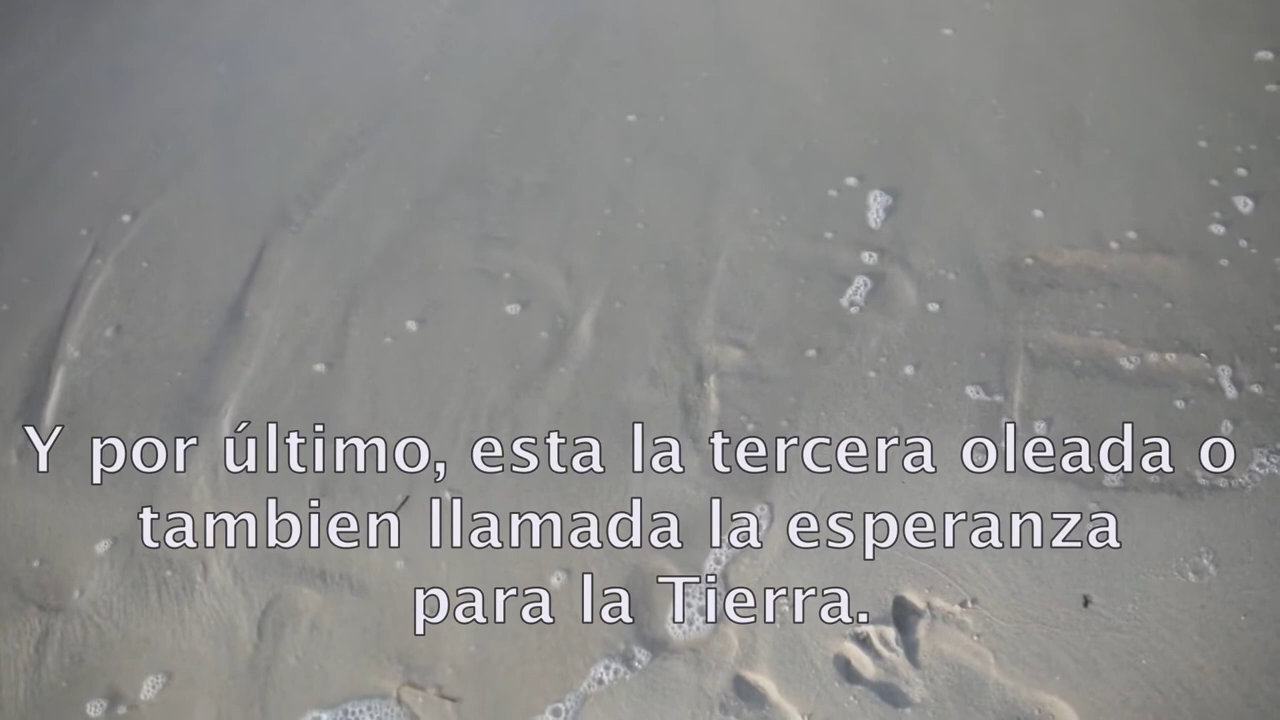 Y por último, esta la tercera oleada o
tambien llamada la esperanza
para la Tierra.